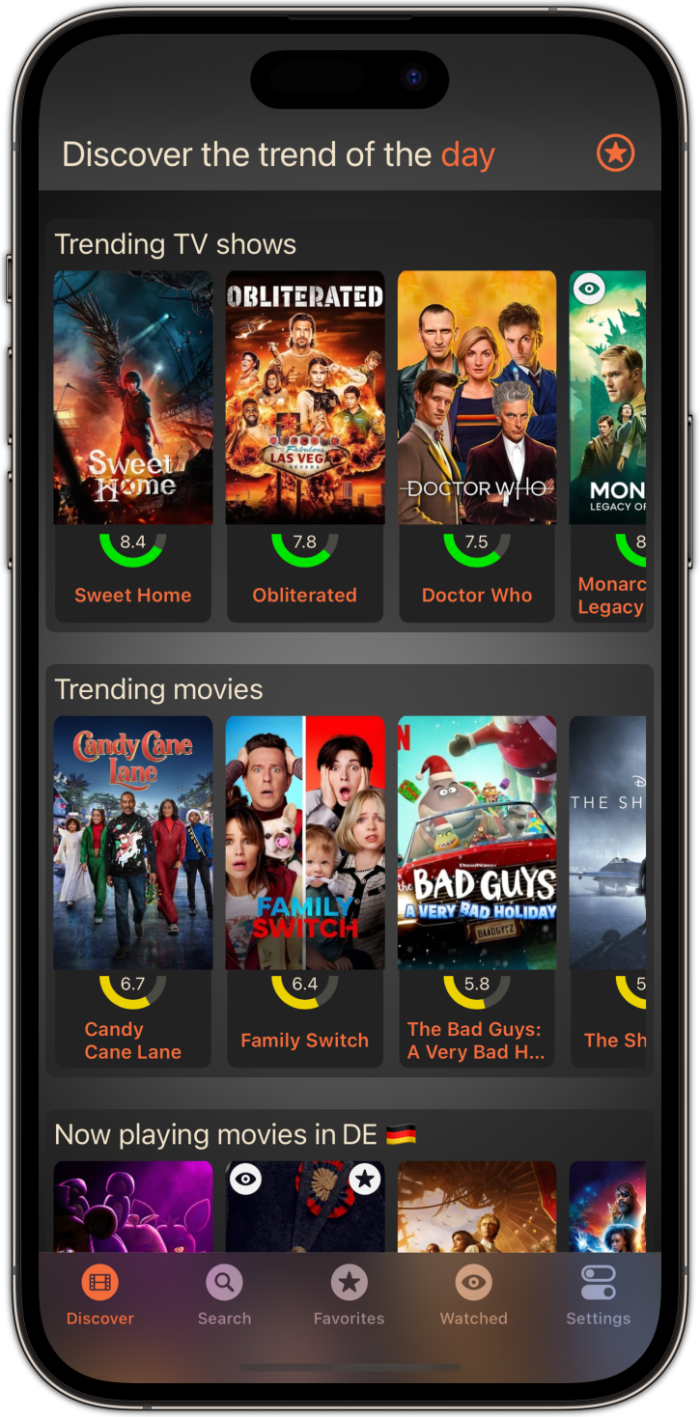 Discover the trend of the day
Trending TV shows
Sweet
Home
OBLITERATED
Fabulous
LAS VEGAS
NEVADA
DOCTOR WHO
MON
LEGACY OF
8.4
7.8
7.5
8
Sweet Home
Obliterated
Doctor Who
Monarc
Legacy
Trending movies
Candy Cane
Lane
FAMILY
SWITCH
N
DREAMWORKS
the BAD GUYS
A VERY BAD HOLIDAY
BADGUYZ
THE SH
6.7
6.4
5.8
5
Candy
Cane Lane
Family Switch
The Bad Guys:
A Very Bad H...
The Sh
Now playing movies in DE
Discover
Search
Favorites
Watched
Settings